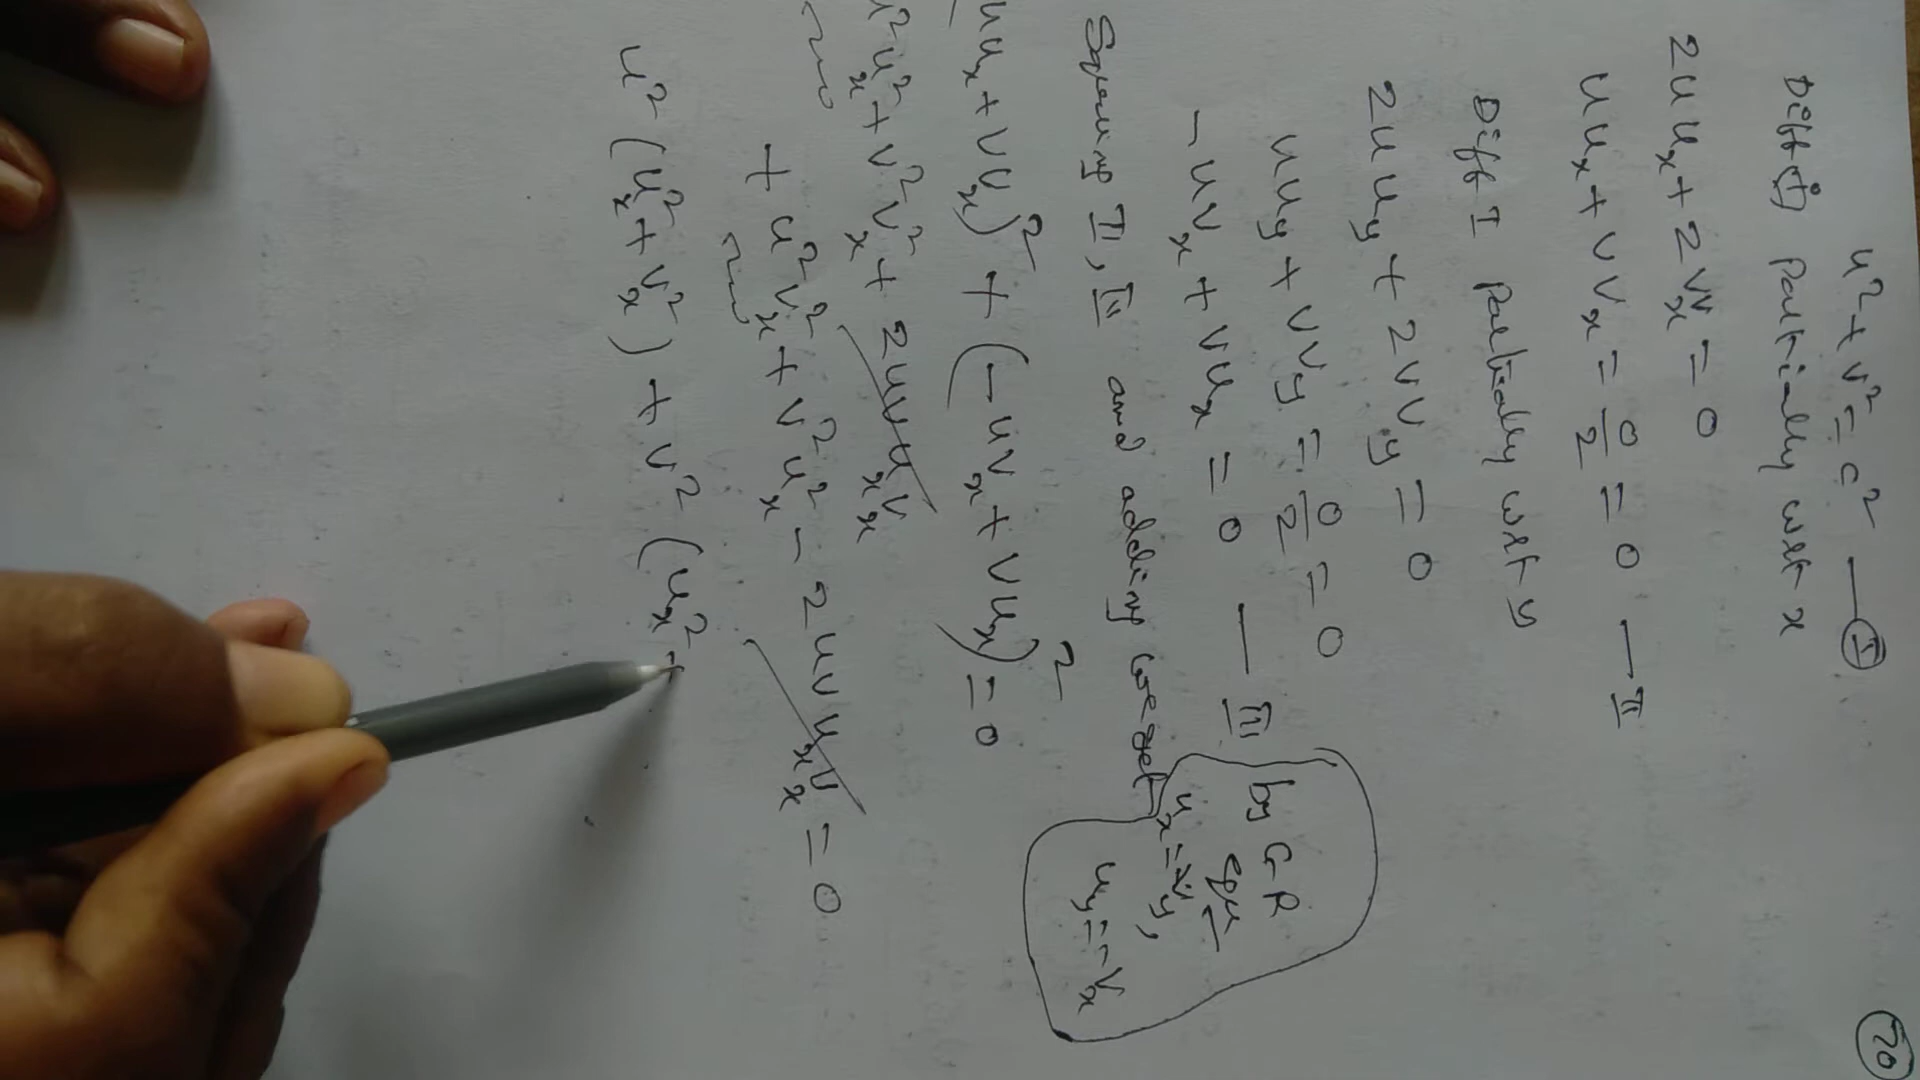 u² + v² = c² — Ⓘ
Diff Ⓘ partially wrt x
2uuₓ + 2vvₓ = 0
uuₓ + vvₓ = 0/2 = 0 — II
Diff I partially wrt y
2uu_y + 2vv_y = 0
uu_y + vv_y = 0/2 = 0
-uvₓ + vuₓ = 0 — III
by C-R
equ
uₓ = v_y,
u_y = -vₓ
Squaring II, III and adding we get
uuₓ + vvₓ)² + (-uvₓ + vuₓ)² = 0
u²uₓ² + v²vₓ² + 2uvuₓvₓ
+ u²vₓ² + v²uₓ² - 2uvuₓvₓ = 0
u²(uₓ² + vₓ²) + v²(uₓ² +
20